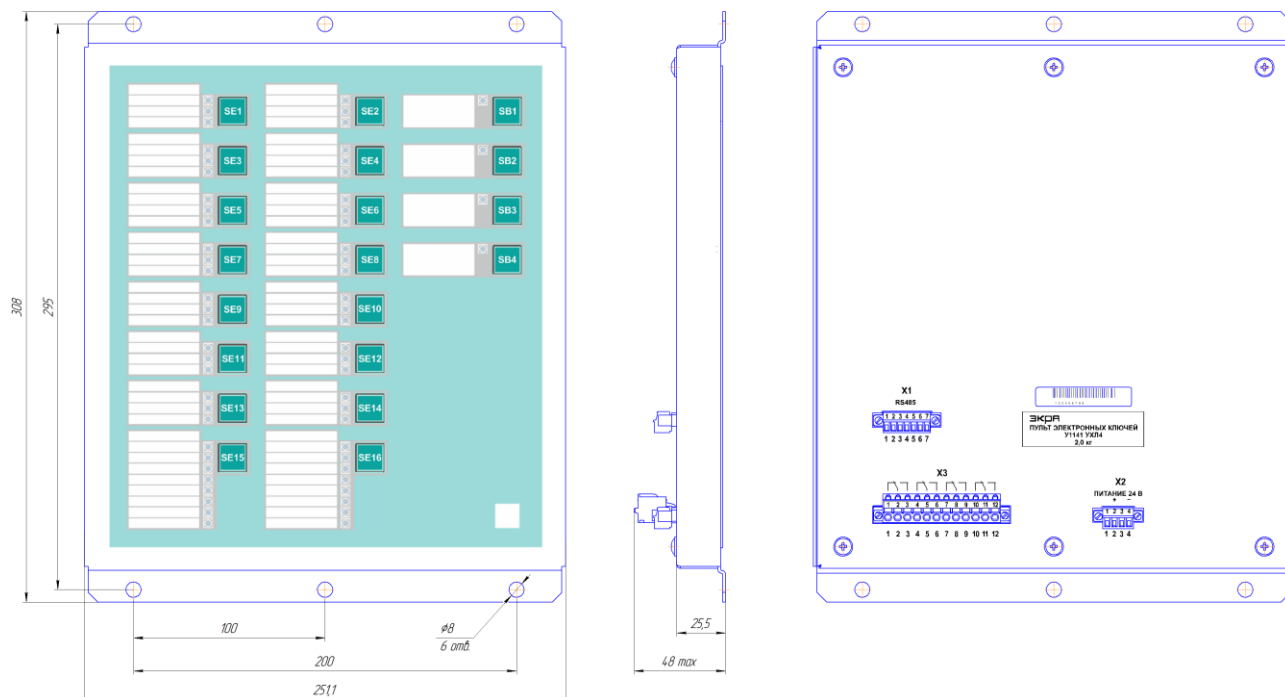 SE1 SE2 SB1
SE3 SE4 SB2
SE5 SE6 SB3
SE7 SE8 SB4
SE9 SE10
SE11 SE12
SE13 SE14
SE15 SE16
308
295
100
200
251,1
⌀8
6 отв.
25,5
48 max
X1
RS485
1 2 3 4 5 6 7
1 2 3 4 5 6 7
ЭКРА
ПУЛЬТ ЭЛЕКТРОННЫХ КЛЮЧЕЙ
У1141 УХЛ4
2,0 кг
X3
1 2 3 4 5 6 7 8 9 10 11 12
1 2 3 4 5 6 7 8 9 10 11 12
X2
ПИТАНИЕ 24 В
+ −
1 2 3 4
1 2 3 4